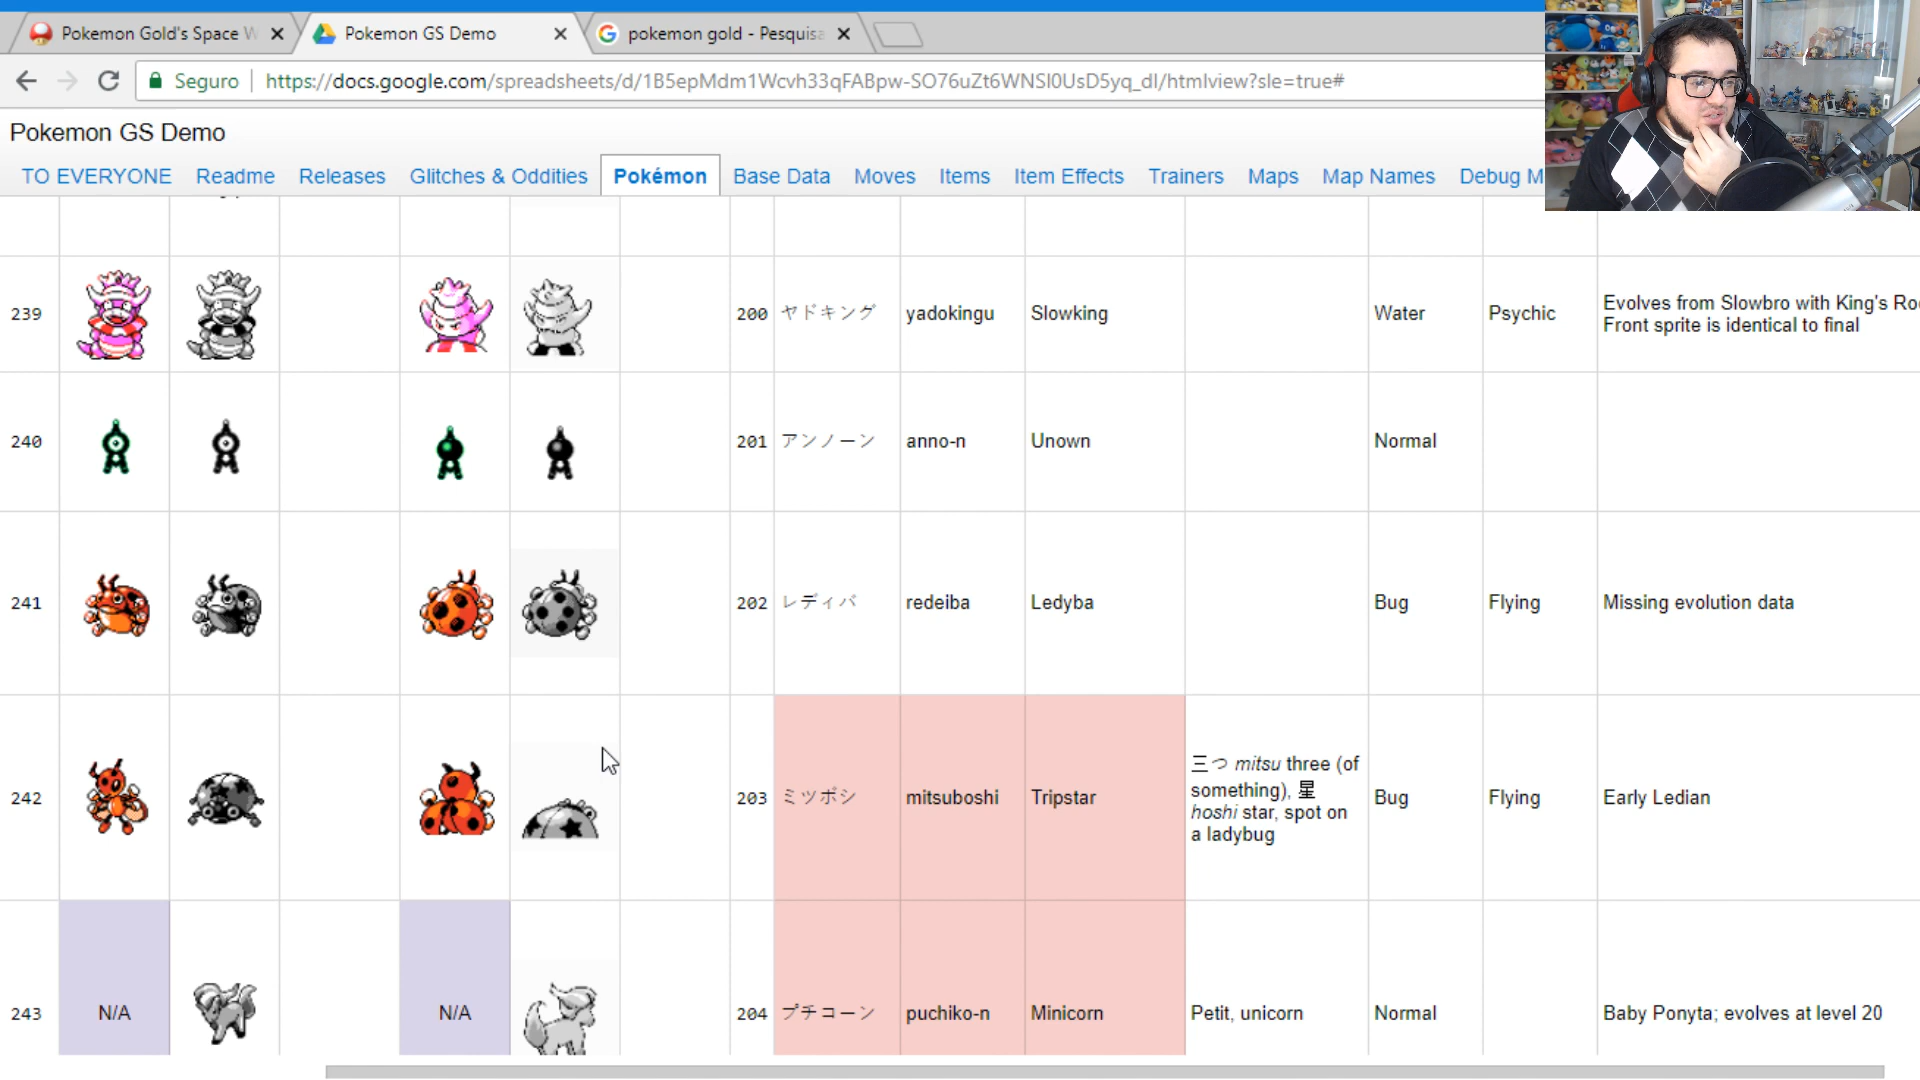 Pokemon Gold's Space W
Pokemon GS Demo
pokemon gold - Pesquisa
Seguro
https://docs.google.com/spreadsheets/d/1B5epMdm1Wcvh33qFABpw-SO76uZt6WNSI0UsD5yq_dl/htmlview?sle=true#
Pokemon GS Demo
TO EVERYONE Readme Releases Glitches & Oddities Pokémon Base Data Moves Items Item Effects Trainers Maps Map Names Debug M
239 200 ヤドキング yadokingu Slowking Water Psychic Evolves from Slowbro with King's Ro
Front sprite is identical to final
240 201 アンノーン anno-n Unown Normal
241 202 レディバ redeiba Ledyba Bug Flying Missing evolution data
242 203 ミツボシ mitsuboshi Tripstar
三つ mitsu three (of
something), 星
hoshi star, spot on
a ladybug
Bug Flying Early Ledian
243 N/A N/A 204 プチコーン puchiko-n Minicorn Petit, unicorn Normal Baby Ponyta; evolves at level 20